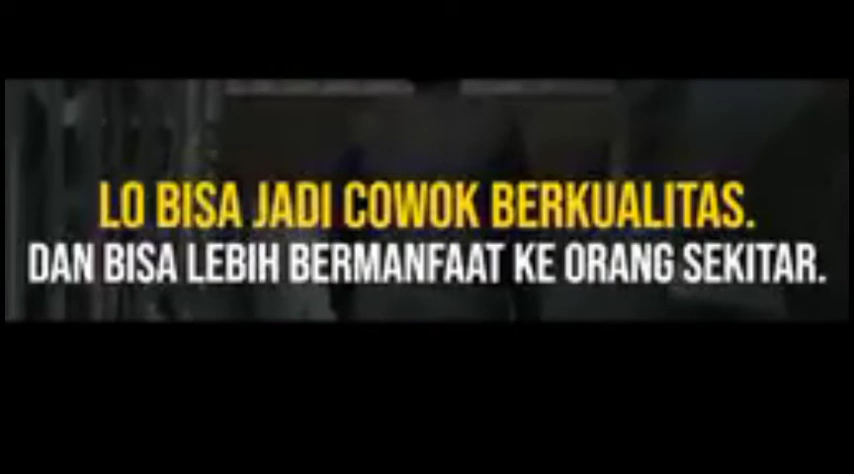 LO BISA JADI COWOK BERKUALITAS.
DAN BISA LEBIH BERMANFAAT KE ORANG SEKITAR.